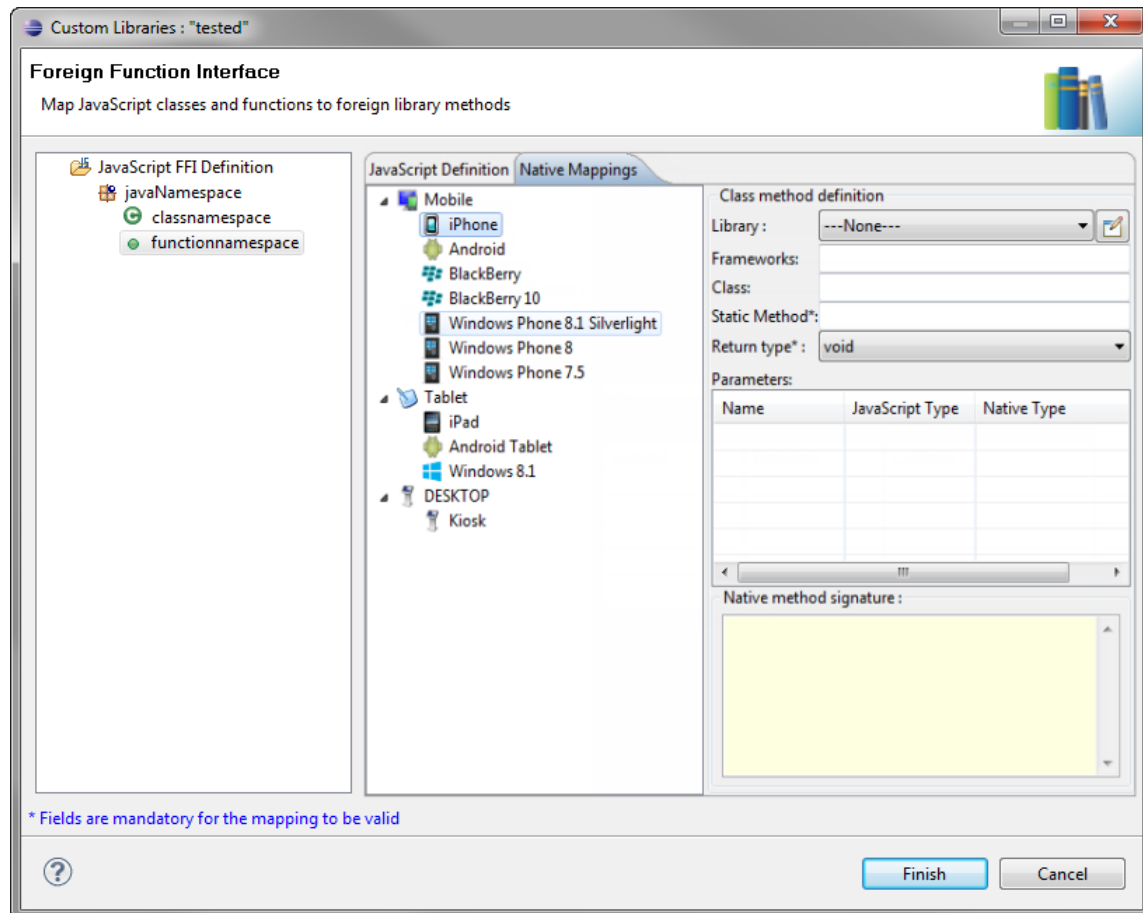 Custom Libraries : "tested"
Foreign Function Interface
Map JavaScript classes and functions to foreign library methods
JavaScript FFI Definition
javaNamespace
classnamespace
functionnamespace
JavaScript Definition
Native Mappings
Mobile
iPhone
Android
BlackBerry
BlackBerry 10
Windows Phone 8.1 Silverlight
Windows Phone 8
Windows Phone 7.5
Tablet
iPad
Android Tablet
Windows 8.1
DESKTOP
Kiosk
Class method definition
Library : ---None---
Frameworks:
Class:
Static Method*:
Return type* : void
Parameters:
Name JavaScript Type Native Type
Native method signature :
* Fields are mandatory for the mapping to be valid
Finish Cancel